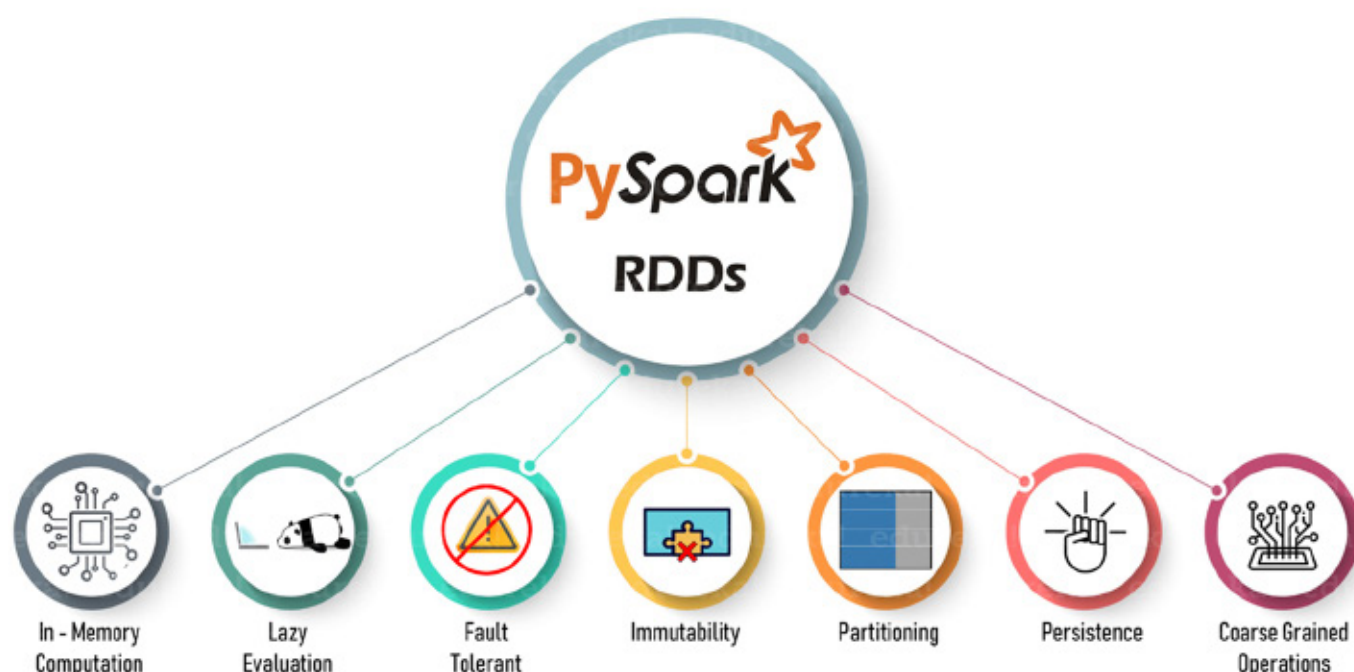 PySpark
RDDs
In - Memory
Computation
Lazy
Evaluation
Fault
Tolerant
Immutability
Partitioning
Persistence
Coarse Grained
Operations